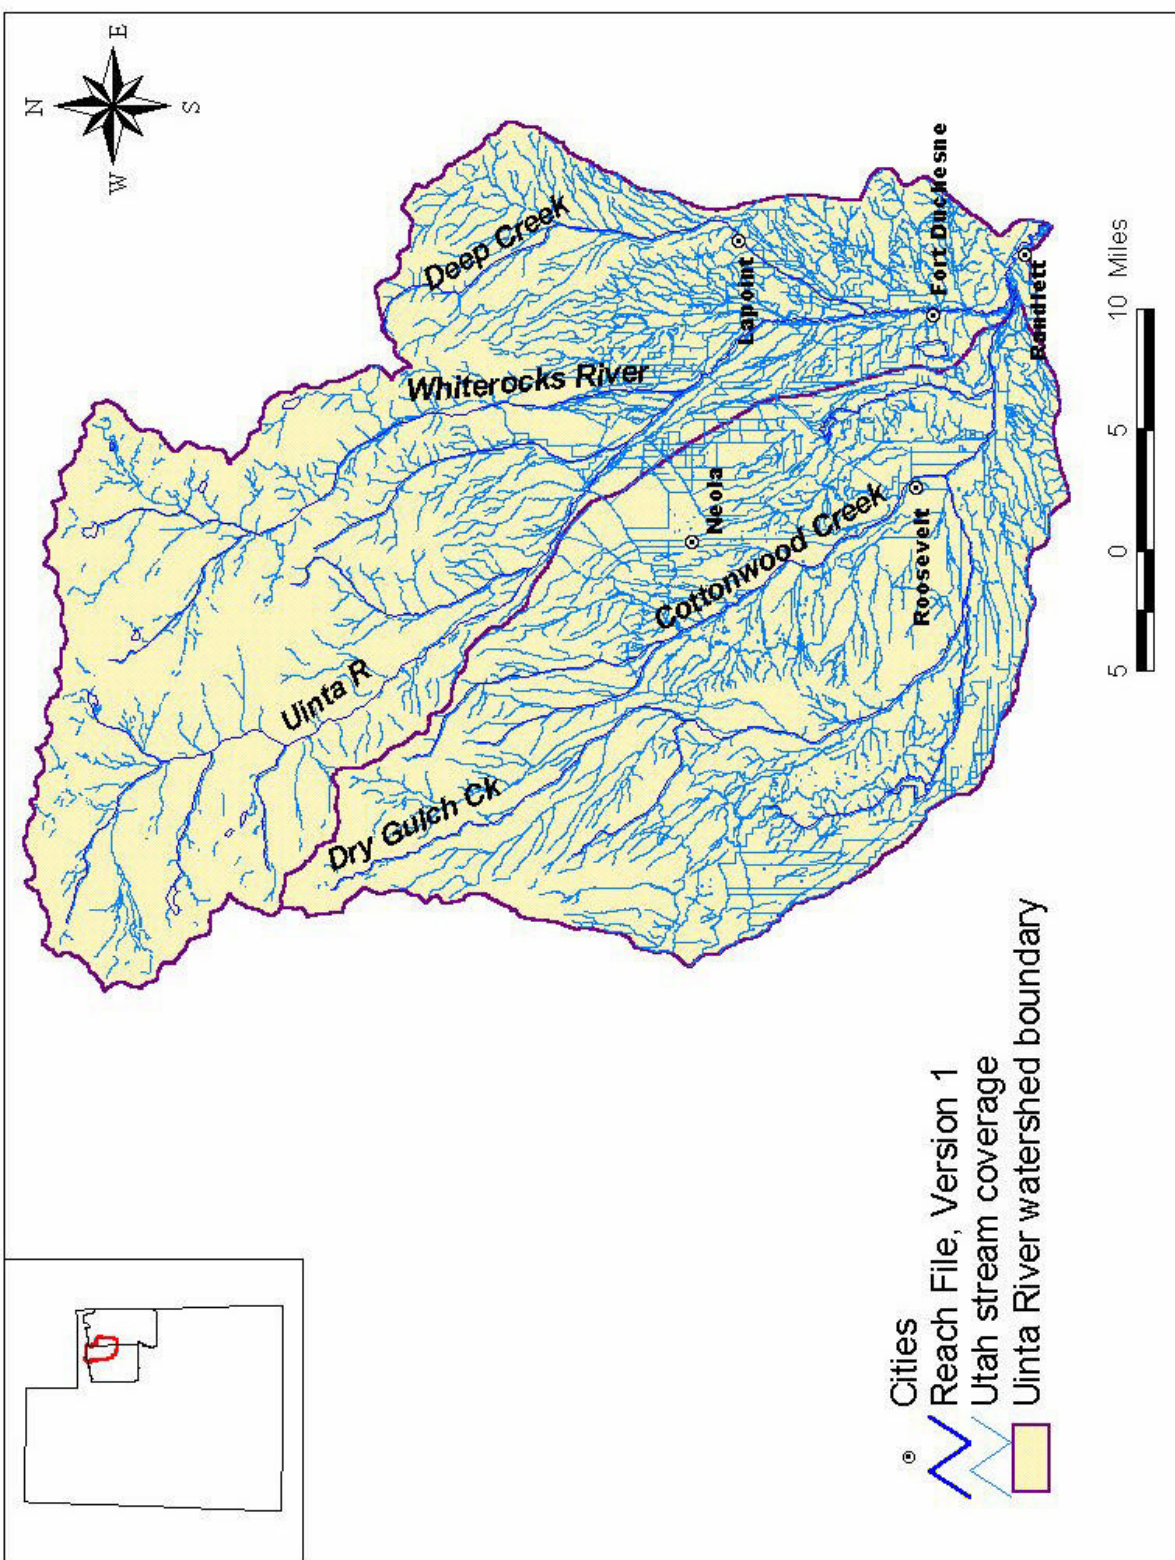 N
E
W
S
Deep Creek
Whiterocks River
Uinta R
Dry Gulch Ck
Cottonwood Creek
Lapoint
Neola
Fort Duchesne
Roosevelt
Randlett
Cities
Reach File, Version 1
Utah stream coverage
Uinta River watershed boundary
5 0 5 10 Miles